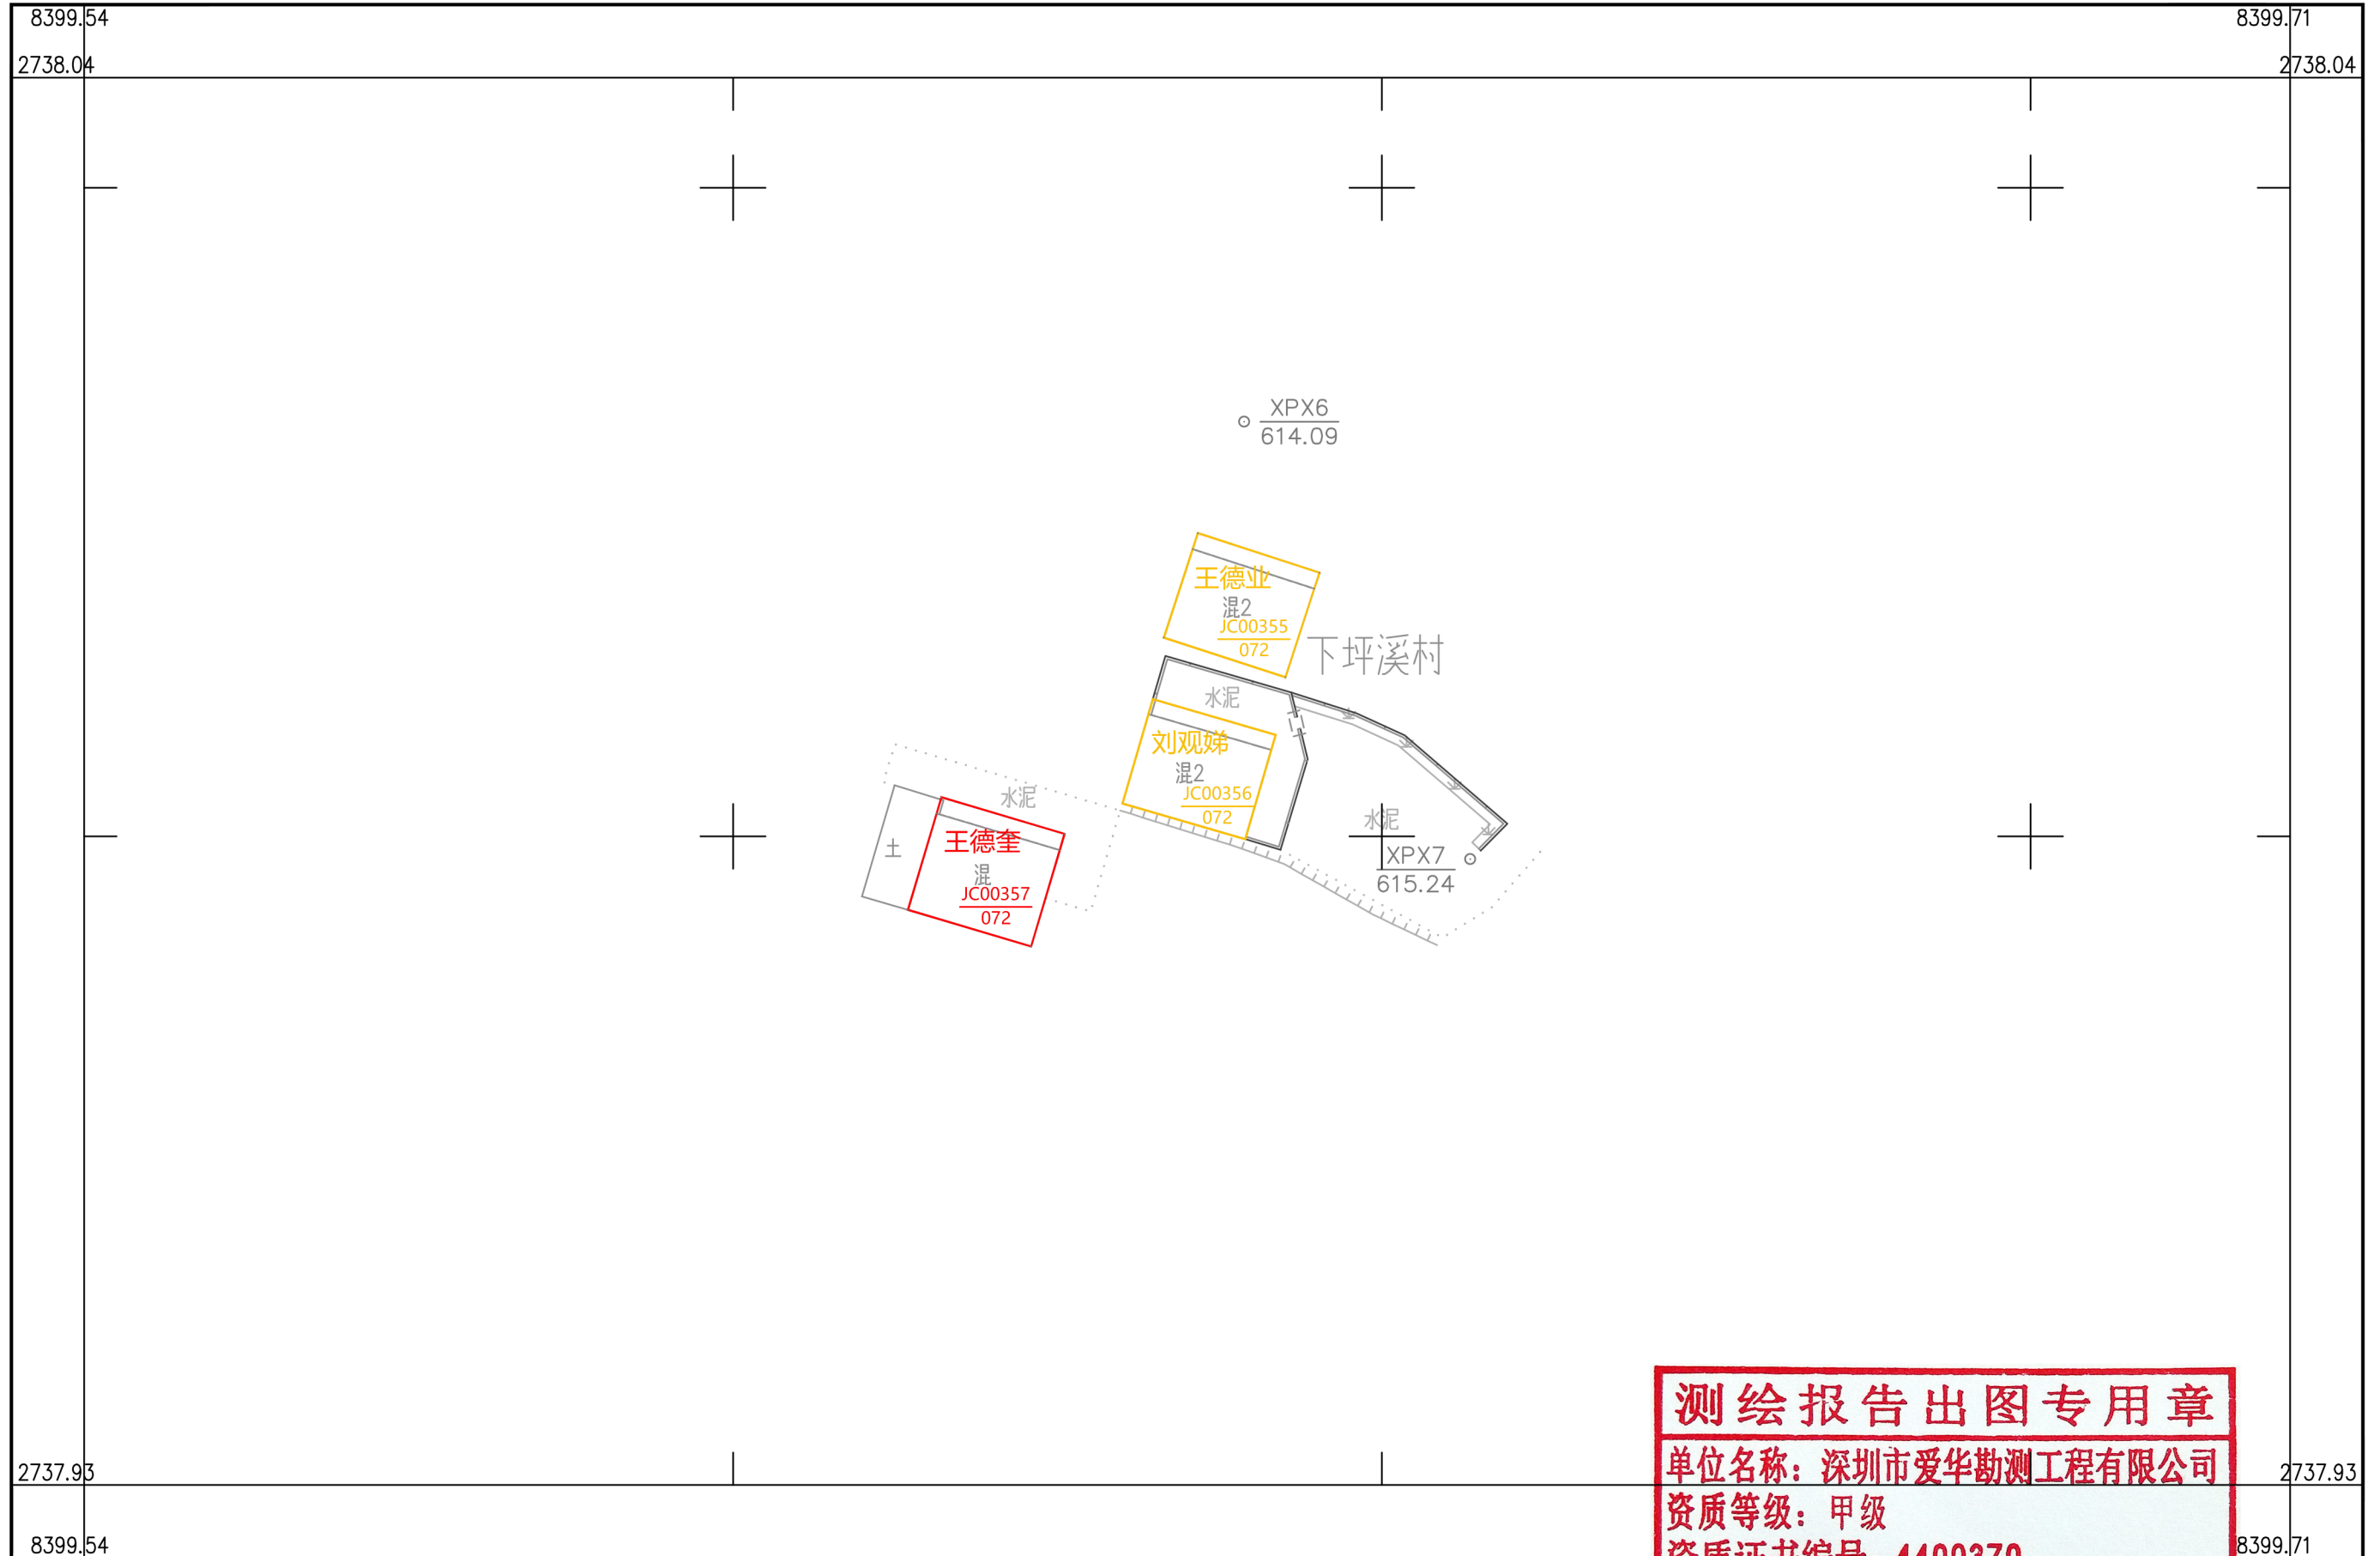 8399.54
8399.71
2738.04
2738.04
XPX6
614.09
王德业
混2
JC00355
072
下坪溪村
水泥
刘观娣
混2
JC00356
072
水泥
水泥
土
王德奎
混
JC00357
072
XPX7
615.24
测绘报告出图专用章
单位名称：深圳市爱华勘测工程有限公司
资质等级：甲级
2737.93
2737.93
8399.54
8399.71